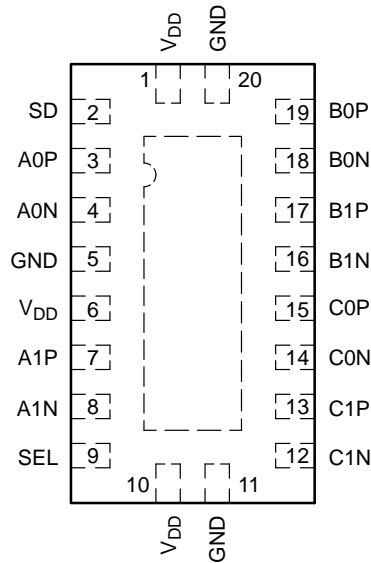 VDD GND
1 20
SD 2 19 B0P
A0P 3 18 B0N
A0N 4 17 B1P
GND 5 16 B1N
VDD 6 15 C0P
A1P 7 14 C0N
A1N 8 13 C1P
SEL 9 12 C1N
10 11
VDD GND